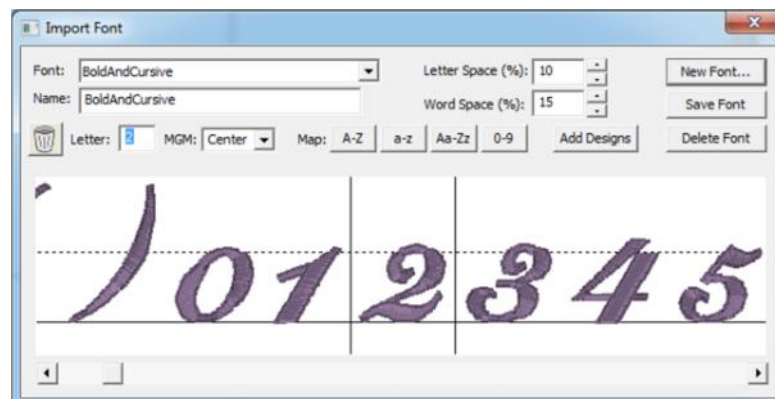 Import Font
Font: BoldAndCursive Letter Space (%): 10 New Font...
Name: BoldAndCursive Word Space (%): 15 Save Font
Letter: 2 MGM: Center Map: A-Z a-z Aa-Zz 0-9 Add Designs Delete Font
) 0 1 2 3 4 5